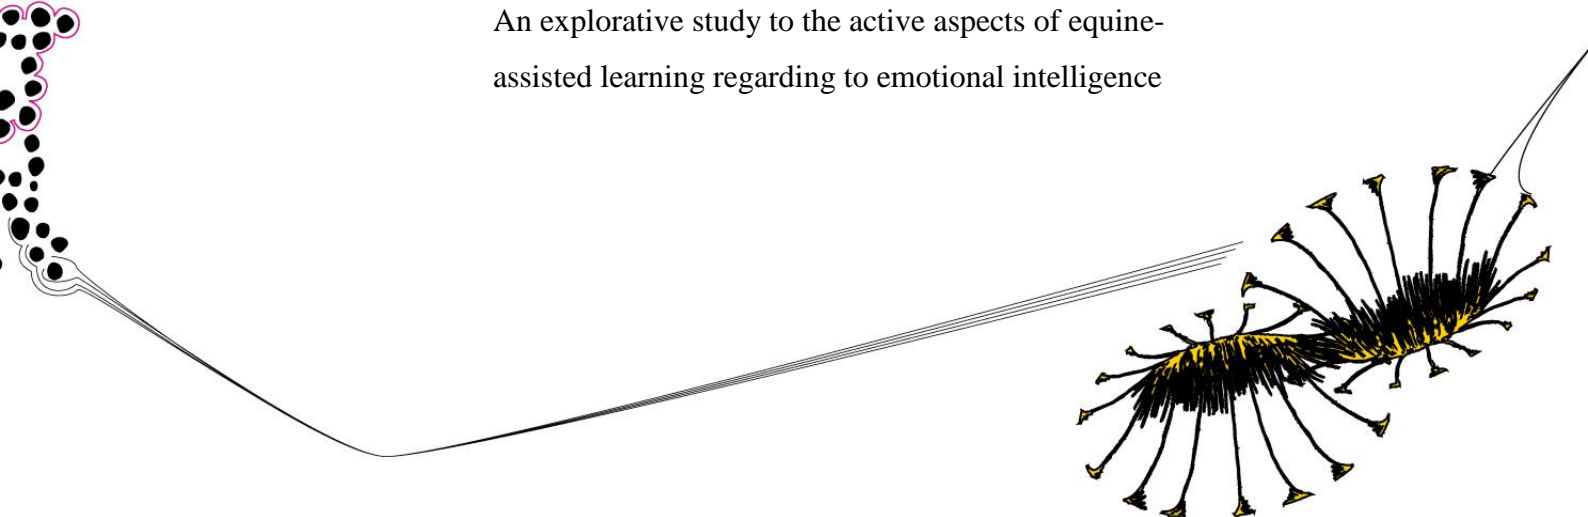 An explorative study to the active aspects of equine-
assisted learning regarding to emotional intelligence